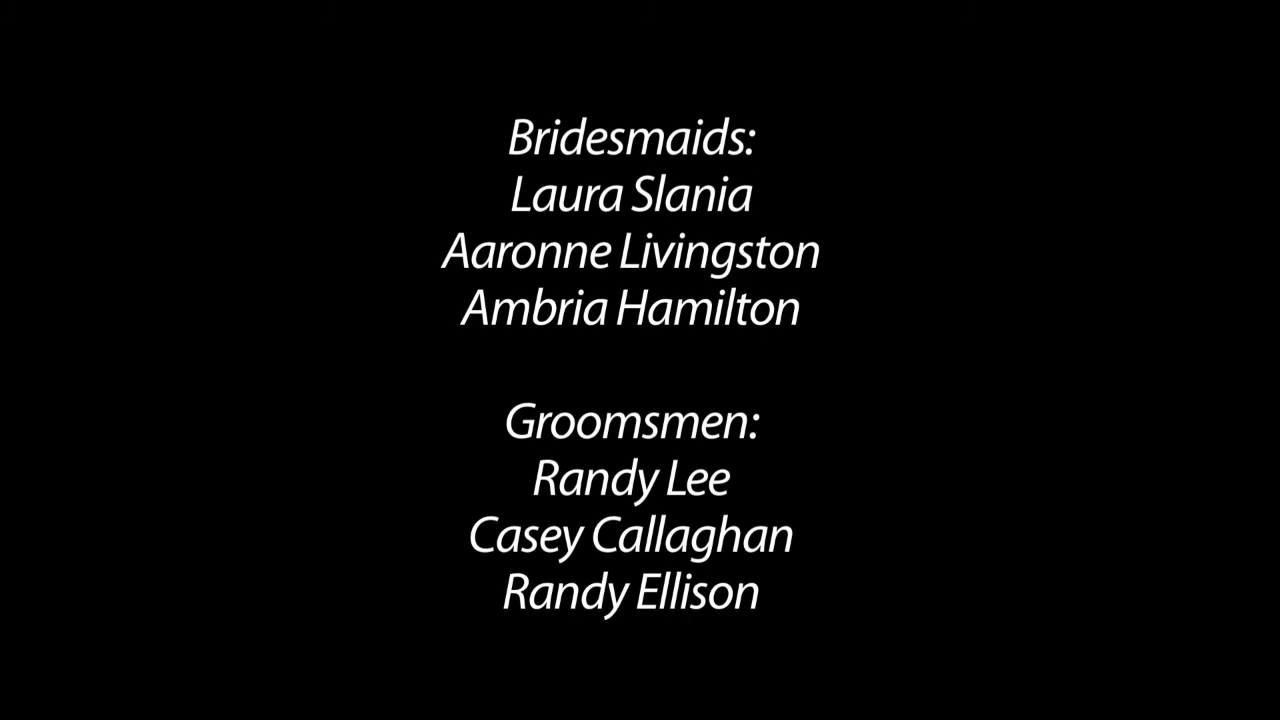 Bridesmaids:
Laura Slania
Aaronne Livingston
Ambria Hamilton
Groomsmen:
Randy Lee
Casey Callaghan
Randy Ellison